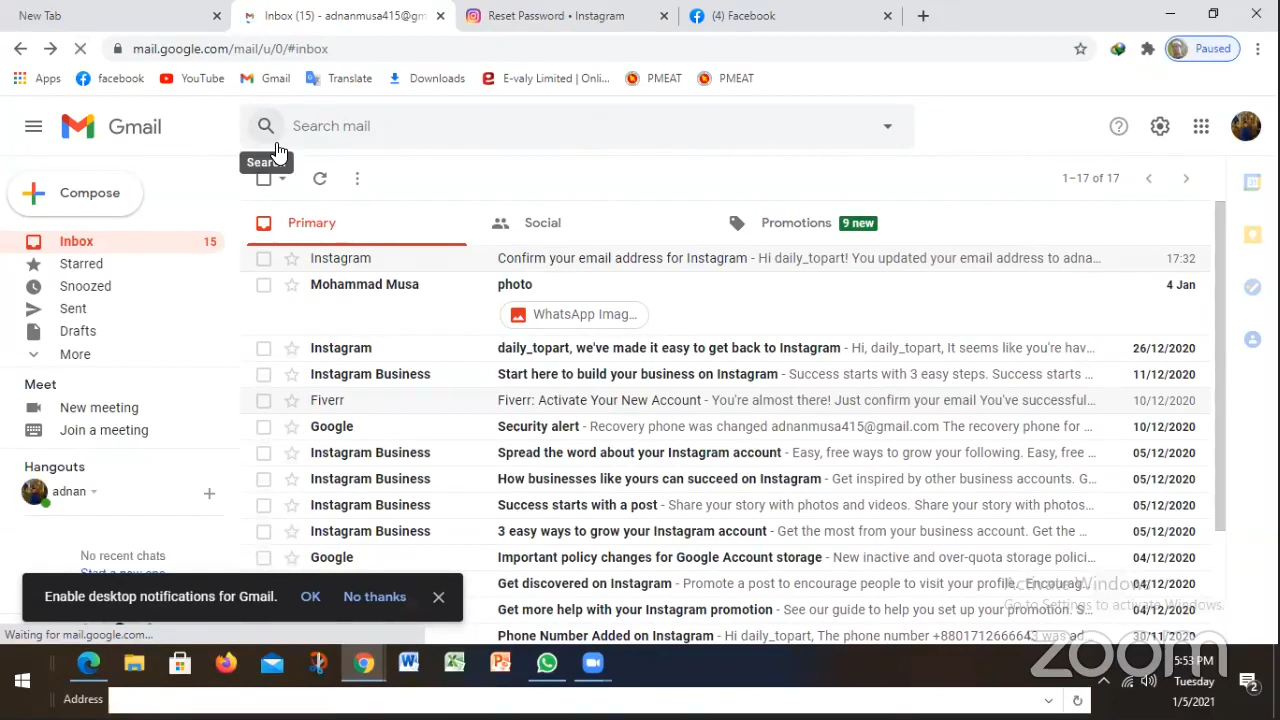 New Tab
Inbox (15) - adnanmusa415@gm
Reset Password • Instagram
(4) Facebook
mail.google.com/mail/u/0/#inbox
Paused
Apps
facebook
YouTube
Gmail
Translate
Downloads
E-valy Limited | Onli...
PMEAT
PMEAT
Gmail
Search mail
Compose
1–17 of 17
Primary
Social
Promotions 9 new
Inbox 15
Starred
Snoozed
Sent
Drafts
More
Meet
New meeting
Join a meeting
Hangouts
adnan
No recent chats
Instagram Confirm your email address for Instagram - Hi daily_topart! You updated your email address to adna... 17:32
Mohammad Musa photo 4 Jan
WhatsApp Imag...
Instagram daily_topart, we've made it easy to get back to Instagram - Hi, daily_topart, It seems like you're hav... 26/12/2020
Instagram Business Start here to build your business on Instagram - Success starts with 3 easy steps. Success starts ... 11/12/2020
Fiverr Fiverr: Activate Your New Account - You're almost there! Just confirm your email You've successful... 10/12/2020
Google Security alert - Recovery phone was changed adnanmusa415@gmail.com The recovery phone for ... 10/12/2020
Instagram Business Spread the word about your Instagram account - Easy, free ways to grow your following. Easy, free ... 05/12/2020
Instagram Business How businesses like yours can succeed on Instagram - Get inspired by other business accounts. G... 05/12/2020
Instagram Business Success starts with a post - Share your story with photos and videos. Share your story with photos... 05/12/2020
Instagram Business 3 easy ways to grow your Instagram account - Get the most from your business account. Get the ... 05/12/2020
Google Important policy changes for Google Account storage - New inactive and over-quota storage polici... 04/12/2020
Get discovered on Instagram - Promote a post to encourage people to visit your profile. Encourag... 04/12/2020
Get more help with your Instagram promotion - See our guide to help you set up your promotion. S... 04/12/2020
Phone Number Added on Instagram - Hi daily_topart, The phone number +8801712666643 was ad... 30/11/2020
Enable desktop notifications for Gmail. OK No thanks
Activate Windows
Go to Settings to activate Windows.
Waiting for mail.google.com...
zoom
5:53 PM
Tuesday
1/5/2021
2
Address